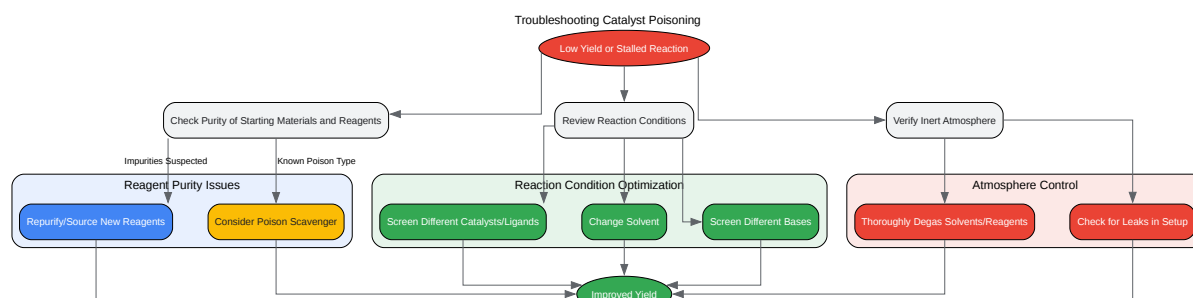 Troubleshooting Catalyst Poisoning
Low Yield or Stalled Reaction
Check Purity of Starting Materials and Reagents
Review Reaction Conditions
Verify Inert Atmosphere
Impurities Suspected
Known Poison Type
Reagent Purity Issues
Reaction Condition Optimization
Atmosphere Control
Repurify/Source New Reagents
Consider Poison Scavenger
Screen Different Catalysts/Ligands
Change Solvent
Screen Different Bases
Thoroughly Degas Solvents/Reagents
Check for Leaks in Setup
Improved Yield